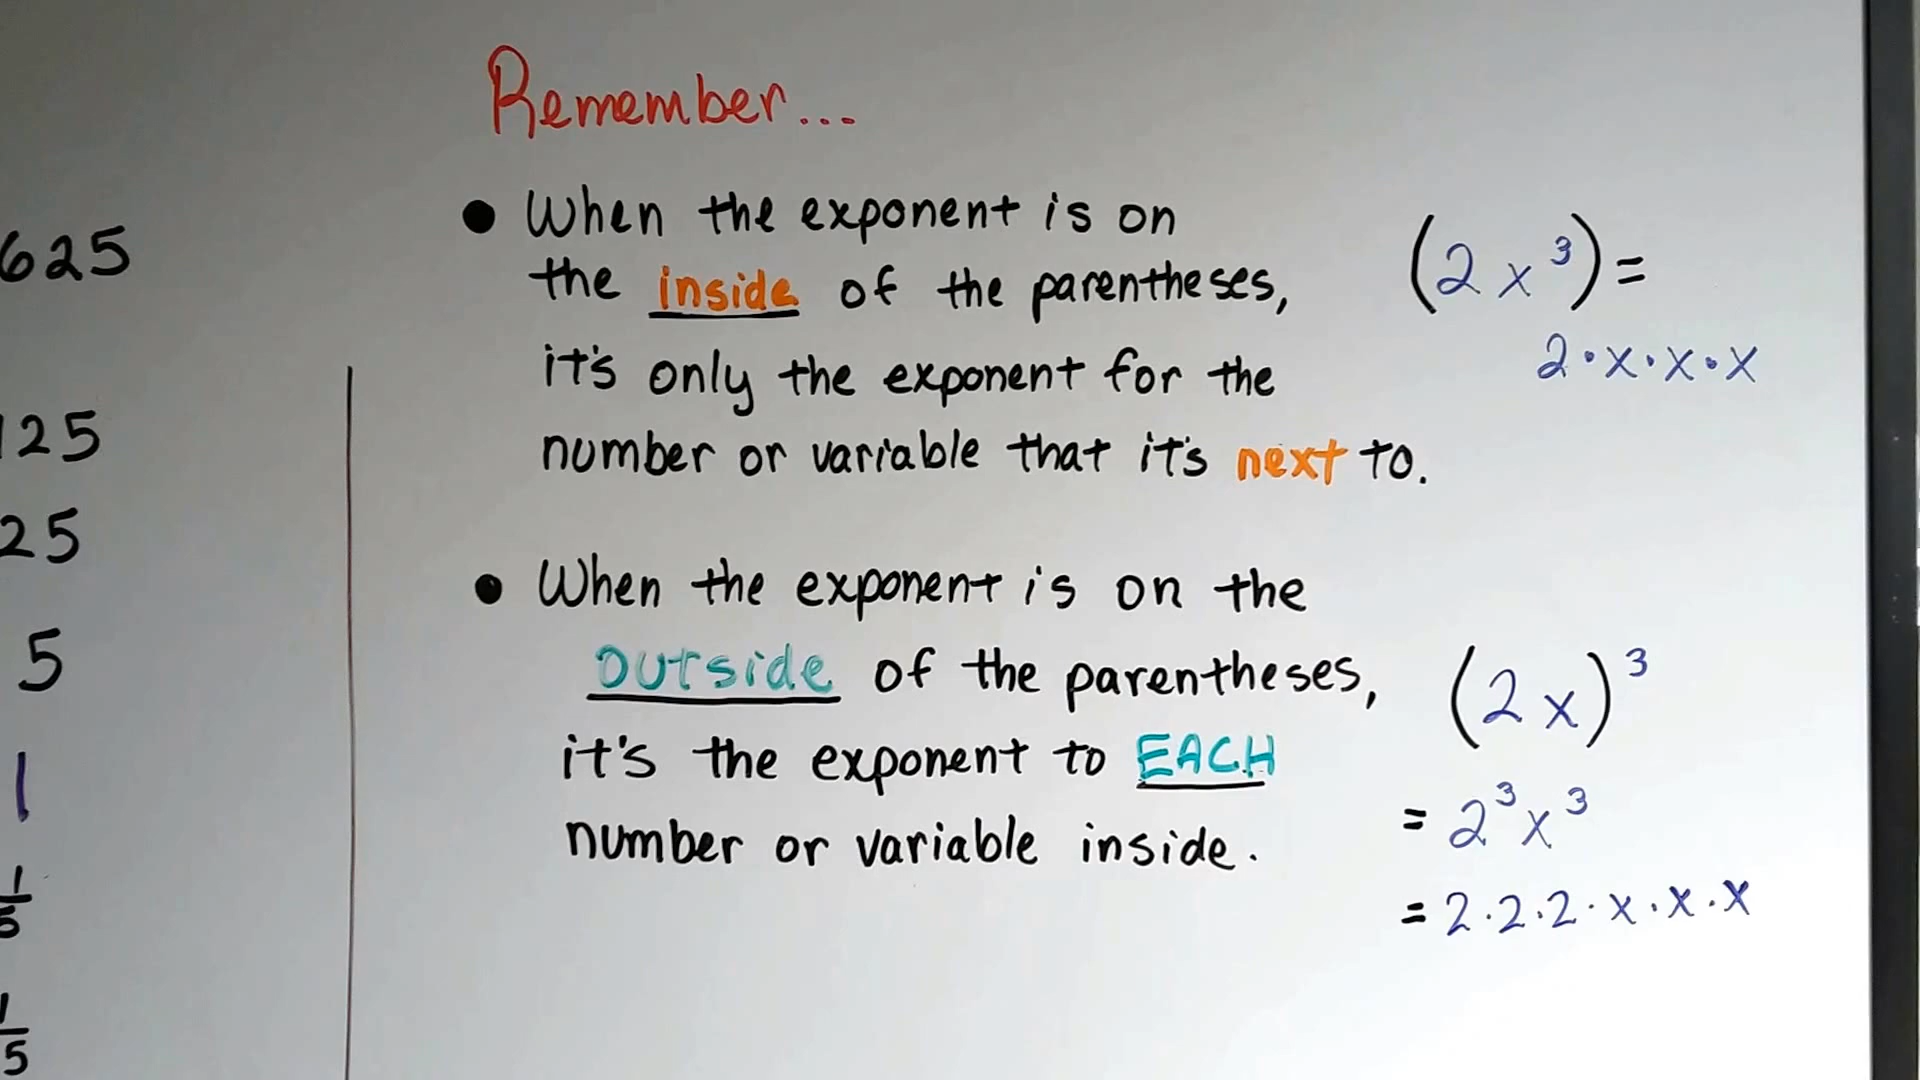 Remember...
• When the exponent is on
the inside of the parentheses,
it's only the exponent for the
number or variable that it's next to.
(2x³)=
2·x·x·x
• When the exponent is on the
OUTSIDE of the parentheses,
it's the exponent to EACH
number or variable inside.
(2x)³
= 2³x³
= 2·2·2·x·x·x
625
125
25
5
1
1/5